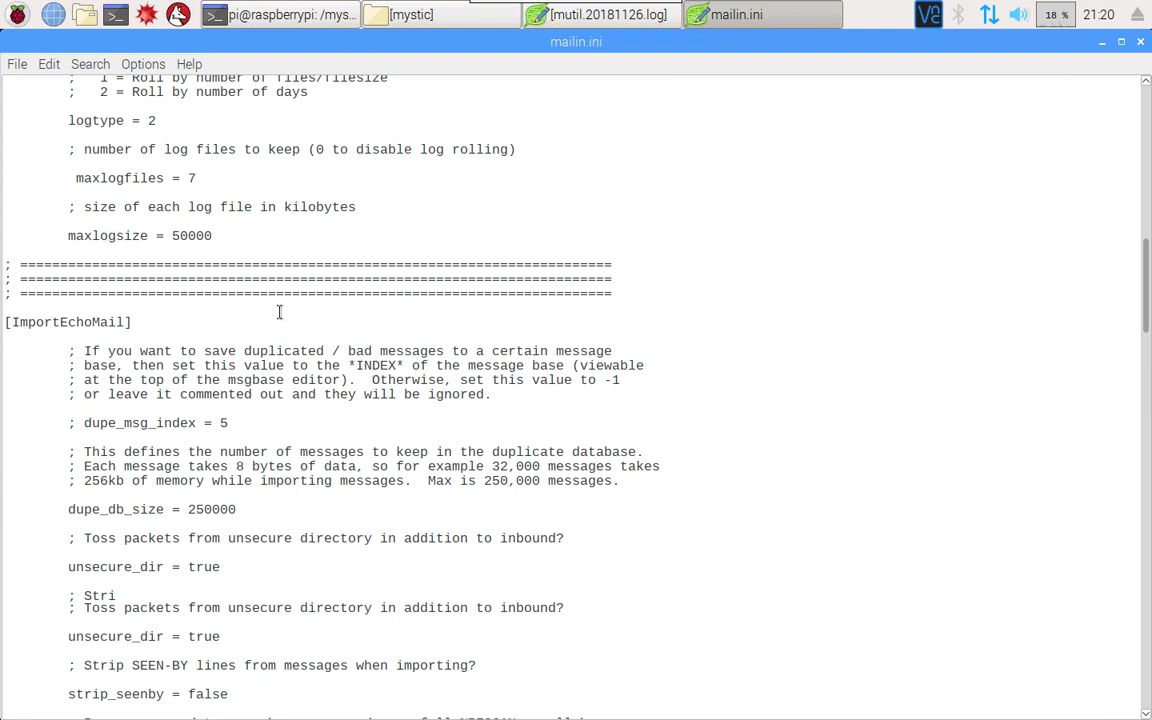 pi@raspberrypi: /mys...
[mystic]
[mutil.20181126.log]
mailin.ini
18 %
21:20
mailin.ini
File Edit Search Options Help
; 1 = Roll by number of files/filesize
; 2 = Roll by number of days
logtype = 2
; number of log files to keep (0 to disable log rolling)
maxlogfiles = 7
; size of each log file in kilobytes
maxlogsize = 50000
; ==========================================================================
; ==========================================================================
; ==========================================================================
[ImportEchoMail]
; If you want to save duplicated / bad messages to a certain message
; base, then set this value to the *INDEX* of the message base (viewable
; at the top of the msgbase editor).  Otherwise, set this value to -1
; or leave it commented out and they will be ignored.
; dupe_msg_index = 5
; This defines the number of messages to keep in the duplicate database.
; Each message takes 8 bytes of data, so for example 32,000 messages takes
; 256kb of memory while importing messages.  Max is 250,000 messages.
dupe_db_size = 250000
; Toss packets from unsecure directory in addition to inbound?
unsecure_dir = true
; Stri
; Toss packets from unsecure directory in addition to inbound?
unsecure_dir = true
; Strip SEEN-BY lines from messages when importing?
strip_seenby = false